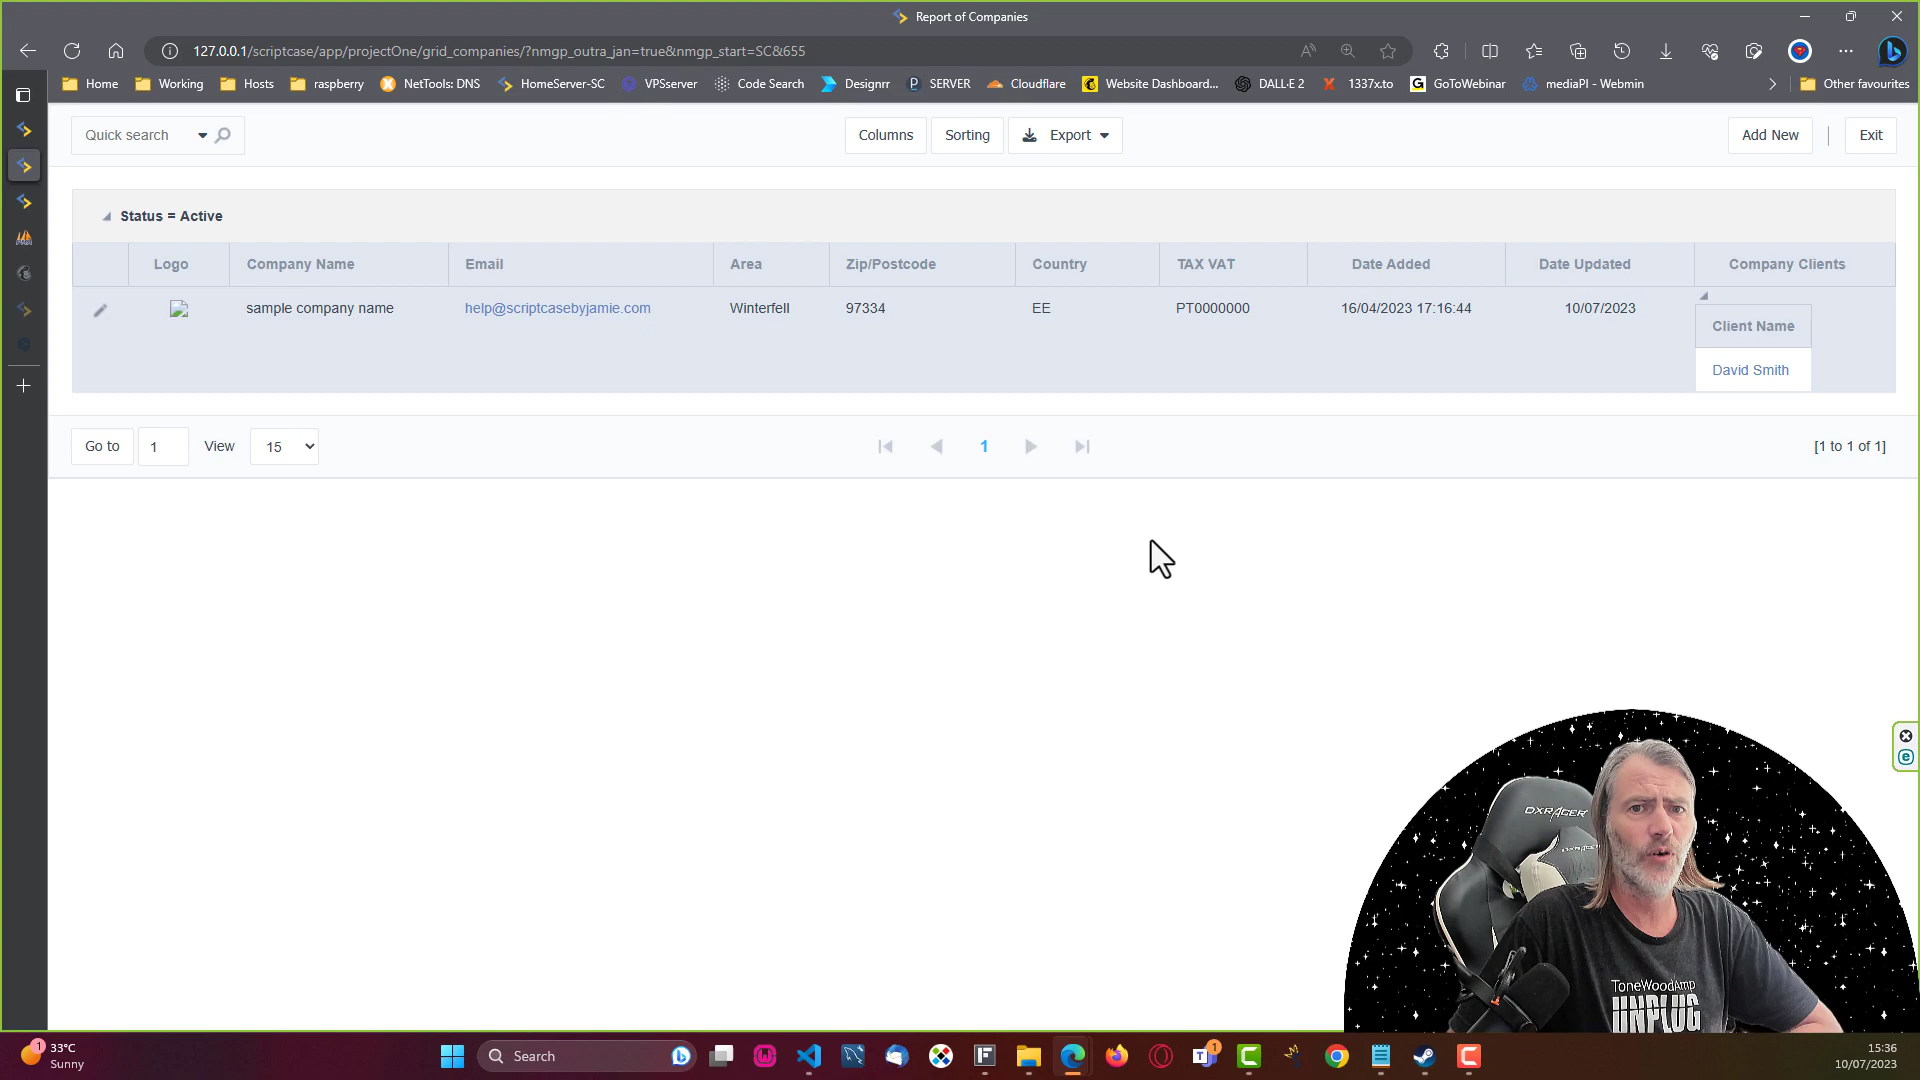 Report of Companies
127.0.0.1/scriptcase/app/projectOne/grid_companies/?nmgp_outra_jan=true&nmgp_start=SC&655
Home Working Hosts raspberry NetTools: DNS HomeServer-SC VPSserver Code Search Designrr SERVER Cloudflare Website Dashboard... DALL·E 2 1337x.to GoToWebinar mediaPI - Webmin Other favourites
Quick search Columns Sorting Export Add New Exit
Status = Active
Logo Company Name Email Area Zip/Postcode Country TAX VAT Date Added Date Updated Company Clients
sample company name help@scriptcasebyjamie.com Winterfell 97334 EE PT0000000 16/04/2023 17:16:44 10/07/2023
Client Name
David Smith
Go to 1 View 15 1 [1 to 1 of 1]
DXRACER
ToneWoodAmp
UNPLUG
1 33°C
Sunny
Search
1
15:36
10/07/2023